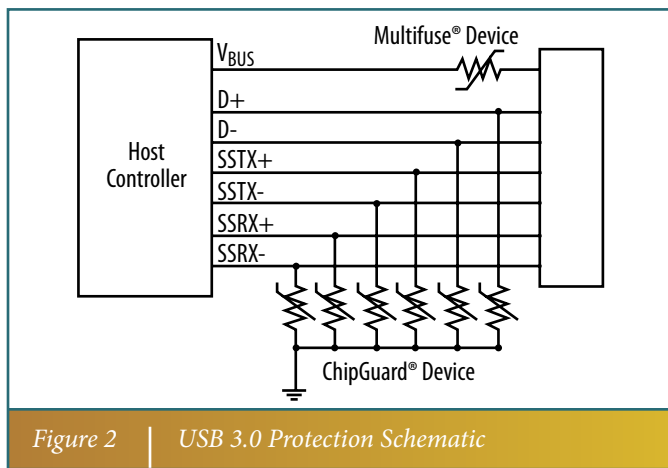 Multifuse® Device
VBUS
D+
D-
Host
Controller
SSTX+
SSTX-
SSRX+
SSRX-
ChipGuard® Device
Figure 2 | USB 3.0 Protection Schematic